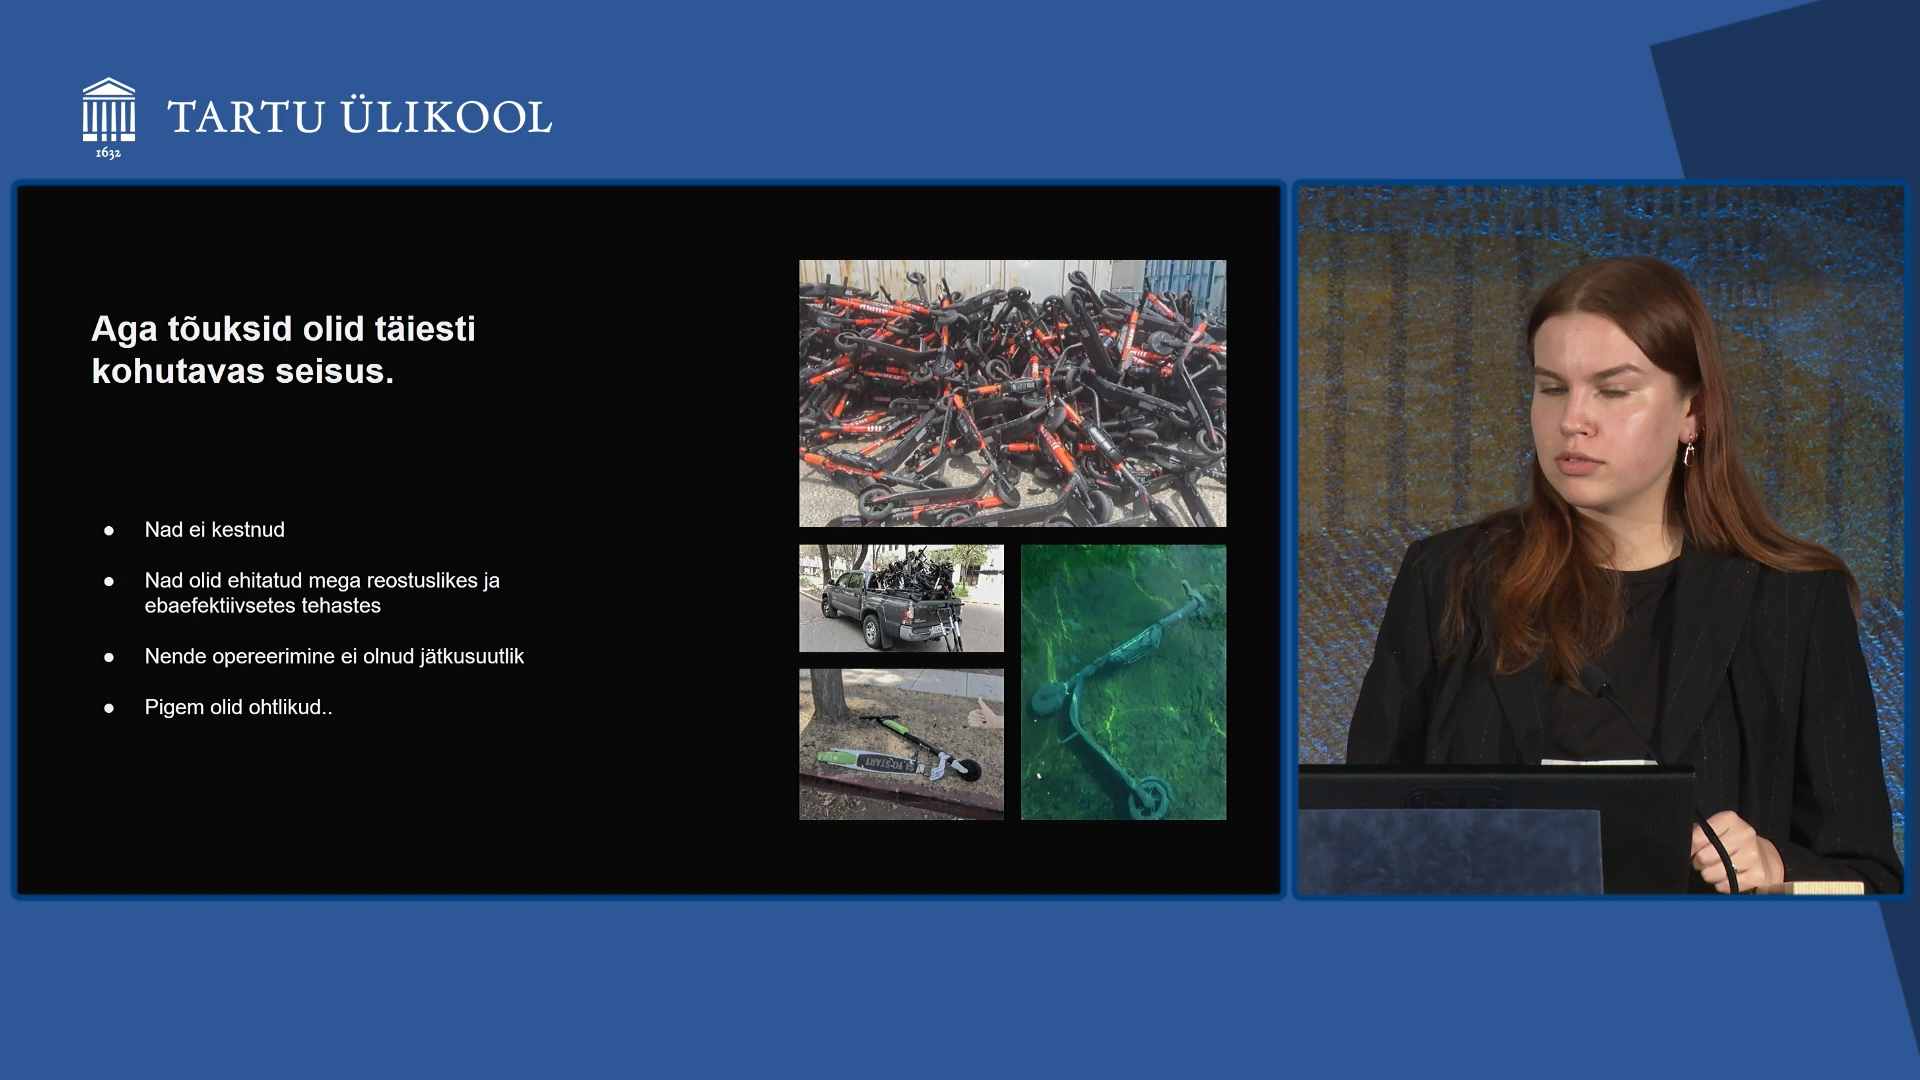 TARTU ÜLIKOOL
1632
Aga tõuksid olid täiesti
kohutavas seisus.
● Nad ei kestnud
● Nad olid ehitatud mega reostuslikes ja
ebaefektiivsetes tehastes
● Nende opereerimine ei olnud jätkusuutlik
● Pigem olid ohtlikud..